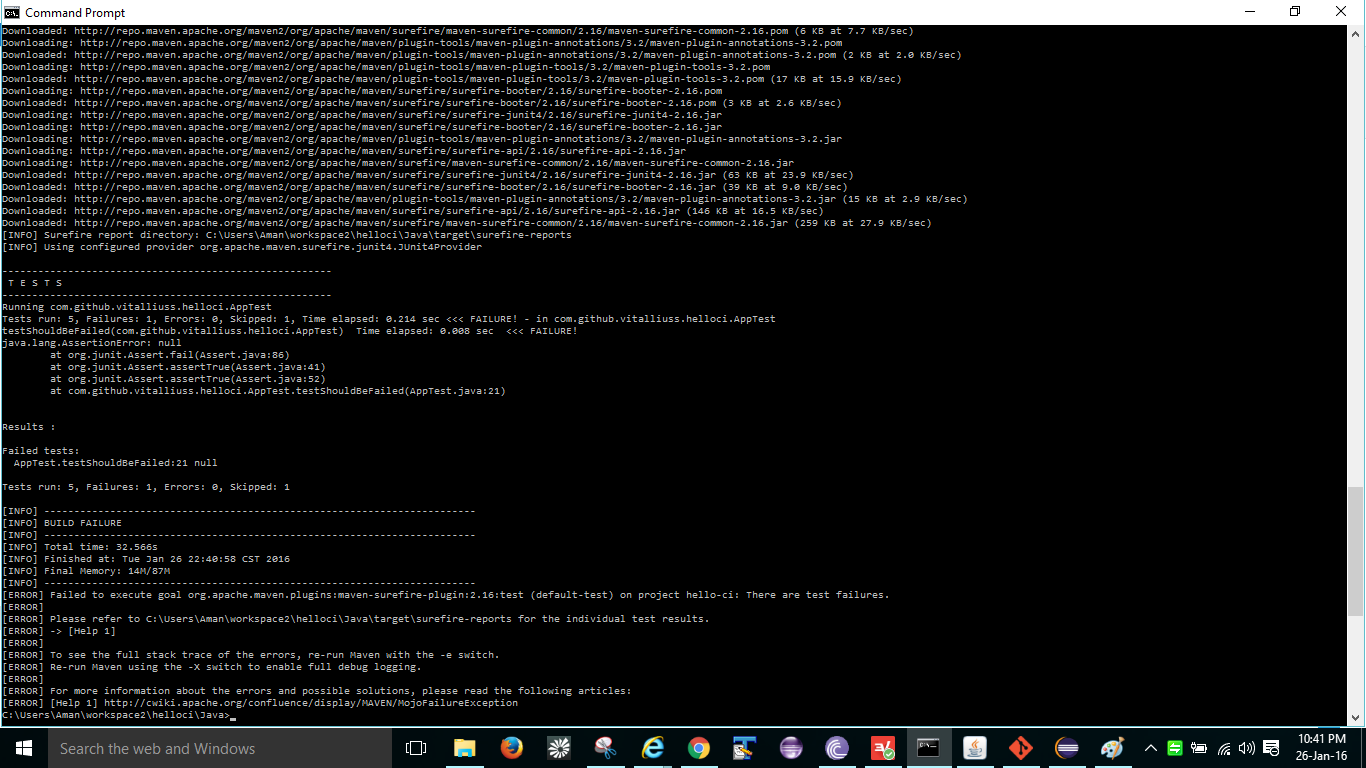 Command Prompt
Downloaded: http://repo.maven.apache.org/maven2/org/apache/maven/surefire/maven-surefire-common/2.16/maven-surefire-common-2.16.pom (6 KB at 7.7 KB/sec)
Downloading: http://repo.maven.apache.org/maven2/org/apache/maven/plugin-tools/maven-plugin-annotations/3.2/maven-plugin-annotations-3.2.pom
Downloaded: http://repo.maven.apache.org/maven2/org/apache/maven/plugin-tools/maven-plugin-annotations/3.2/maven-plugin-annotations-3.2.pom (2 KB at 2.0 KB/sec)
Downloading: http://repo.maven.apache.org/maven2/org/apache/maven/plugin-tools/maven-plugin-tools/3.2/maven-plugin-tools-3.2.pom
Downloaded: http://repo.maven.apache.org/maven2/org/apache/maven/plugin-tools/maven-plugin-tools/3.2/maven-plugin-tools-3.2.pom (17 KB at 15.9 KB/sec)
Downloading: http://repo.maven.apache.org/maven2/org/apache/maven/surefire/surefire-booter/2.16/surefire-booter-2.16.pom
Downloaded: http://repo.maven.apache.org/maven2/org/apache/maven/surefire/surefire-booter/2.16/surefire-booter-2.16.pom (3 KB at 2.6 KB/sec)
Downloading: http://repo.maven.apache.org/maven2/org/apache/maven/surefire/surefire-junit4/2.16/surefire-junit4-2.16.jar
Downloading: http://repo.maven.apache.org/maven2/org/apache/maven/surefire/surefire-booter/2.16/surefire-booter-2.16.jar
Downloading: http://repo.maven.apache.org/maven2/org/apache/maven/plugin-tools/maven-plugin-annotations/3.2/maven-plugin-annotations-3.2.jar
Downloading: http://repo.maven.apache.org/maven2/org/apache/maven/surefire/surefire-api/2.16/surefire-api-2.16.jar
Downloading: http://repo.maven.apache.org/maven2/org/apache/maven/surefire/maven-surefire-common/2.16/maven-surefire-common-2.16.jar
Downloaded: http://repo.maven.apache.org/maven2/org/apache/maven/surefire/surefire-junit4/2.16/surefire-junit4-2.16.jar (63 KB at 23.9 KB/sec)
Downloaded: http://repo.maven.apache.org/maven2/org/apache/maven/surefire/surefire-booter/2.16/surefire-booter-2.16.jar (39 KB at 9.0 KB/sec)
Downloaded: http://repo.maven.apache.org/maven2/org/apache/maven/plugin-tools/maven-plugin-annotations/3.2/maven-plugin-annotations-3.2.jar (15 KB at 2.9 KB/sec)
Downloaded: http://repo.maven.apache.org/maven2/org/apache/maven/surefire/surefire-api/2.16/surefire-api-2.16.jar (146 KB at 16.5 KB/sec)
Downloaded: http://repo.maven.apache.org/maven2/org/apache/maven/surefire/maven-surefire-common/2.16/maven-surefire-common-2.16.jar (259 KB at 27.9 KB/sec)
[INFO] Surefire report directory: C:\Users\Aman\workspace2\helloci\Java\target\surefire-reports
[INFO] Using configured provider org.apache.maven.surefire.junit4.JUnit4Provider
-------------------------------------------------------
T E S T S
-------------------------------------------------------
Running com.github.vitalliuss.helloci.AppTest
Tests run: 5, Failures: 1, Errors: 0, Skipped: 1, Time elapsed: 0.214 sec <<< FAILURE! - in com.github.vitalliuss.helloci.AppTest
testShouldBeFailed(com.github.vitalliuss.helloci.AppTest)  Time elapsed: 0.008 sec  <<< FAILURE!
java.lang.AssertionError: null
at org.junit.Assert.fail(Assert.java:86)
at org.junit.Assert.assertTrue(Assert.java:41)
at org.junit.Assert.assertTrue(Assert.java:52)
at com.github.vitalliuss.helloci.AppTest.testShouldBeFailed(AppTest.java:21)
Results :
Failed tests:
AppTest.testShouldBeFailed:21 null
Tests run: 5, Failures: 1, Errors: 0, Skipped: 1
[INFO] ------------------------------------------------------------------------
[INFO] BUILD FAILURE
[INFO] ------------------------------------------------------------------------
[INFO] Total time: 32.566s
[INFO] Finished at: Tue Jan 26 22:40:58 CST 2016
[INFO] Final Memory: 14M/87M
[INFO] ------------------------------------------------------------------------
[ERROR] Failed to execute goal org.apache.maven.plugins:maven-surefire-plugin:2.16:test (default-test) on project hello-ci: There are test failures.
[ERROR]
[ERROR] Please refer to C:\Users\Aman\workspace2\helloci\Java\target\surefire-reports for the individual test results.
[ERROR] -> [Help 1]
[ERROR]
[ERROR] To see the full stack trace of the errors, re-run Maven with the -e switch.
[ERROR] Re-run Maven using the -X switch to enable full debug logging.
[ERROR]
[ERROR] For more information about the errors and possible solutions, please read the following articles:
[ERROR] [Help 1] http://cwiki.apache.org/confluence/display/MAVEN/MojoFailureException
C:\Users\Aman\workspace2\helloci\Java>_
Search the web and Windows
10:41 PM
26-Jan-16